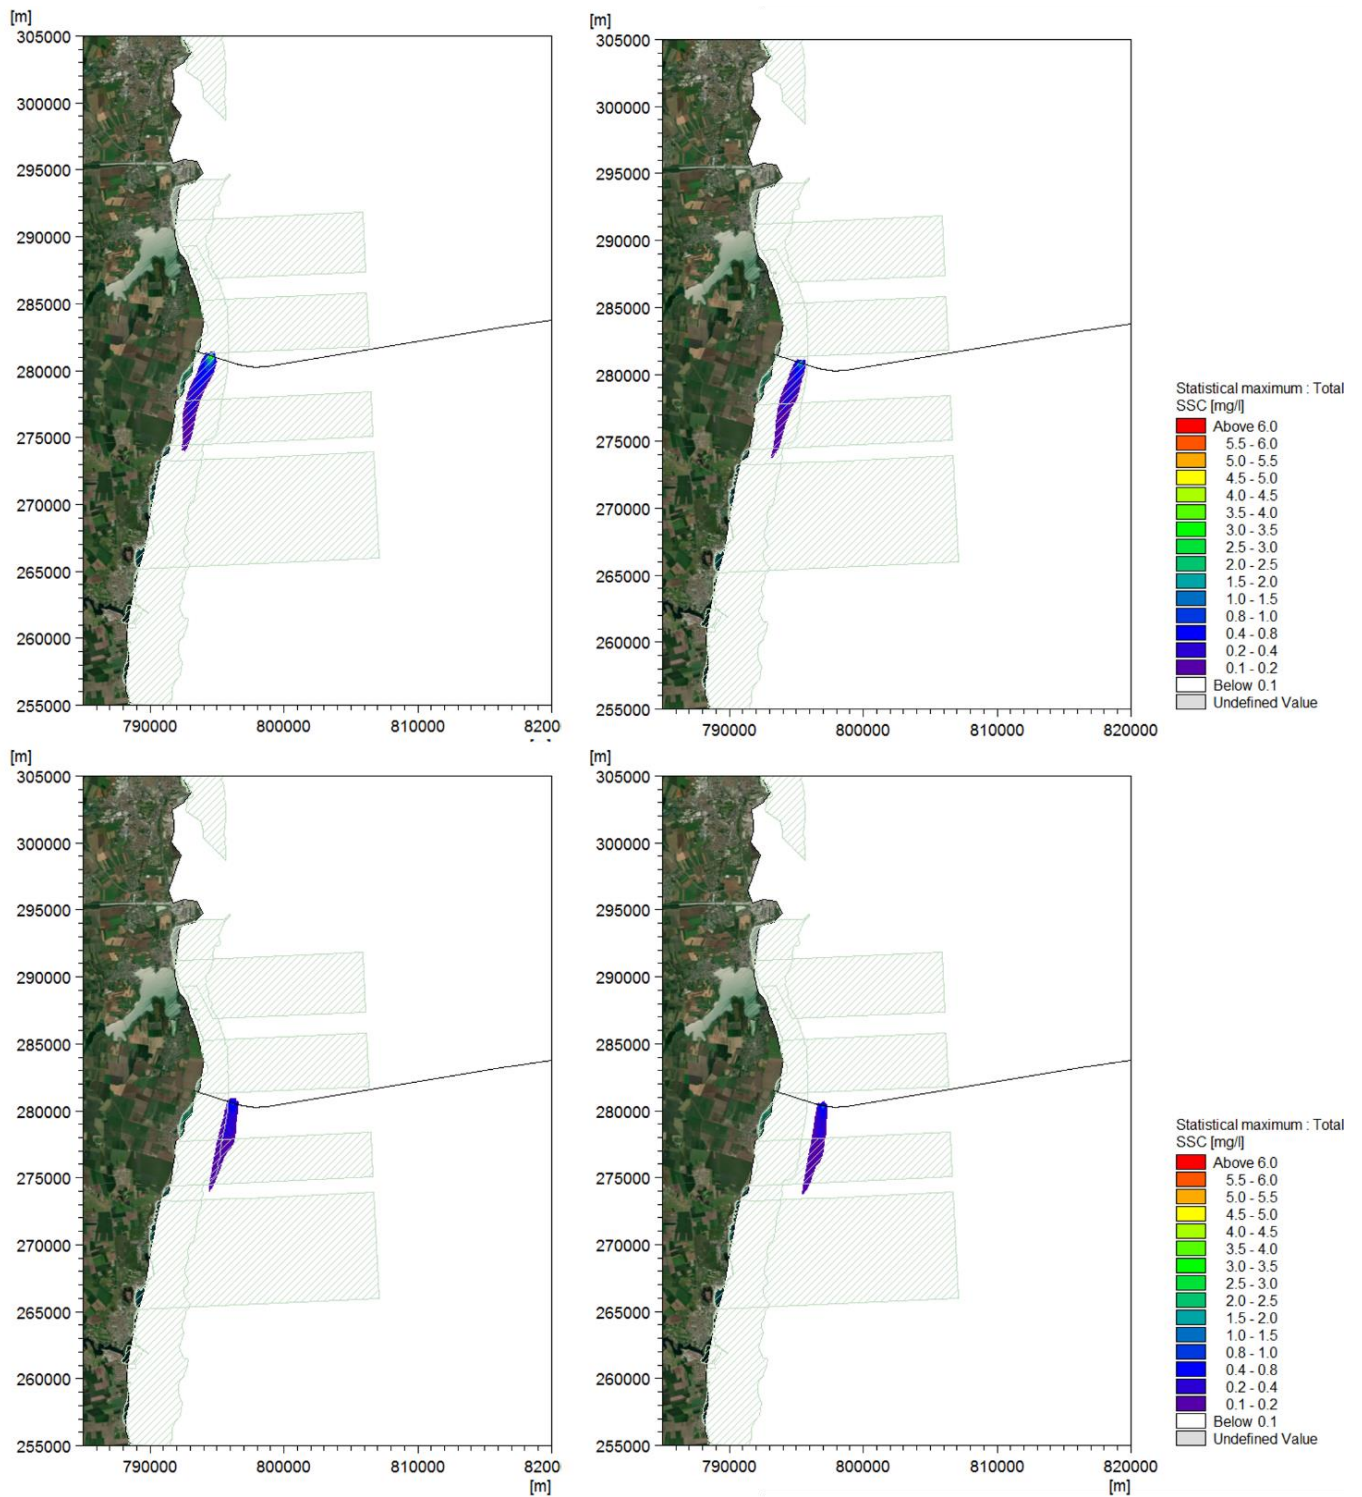 [m]
305000
300000
295000
290000
285000
280000
275000
270000
265000
260000
255000
790000 800000 810000 8200
[m]
305000
300000
295000
290000
285000
280000
275000
270000
265000
260000
255000
790000 800000 810000 820000
Statistical maximum : Total
SSC [mg/l]
Above 6.0
5.5 - 6.0
5.0 - 5.5
4.5 - 5.0
4.0 - 4.5
3.5 - 4.0
3.0 - 3.5
2.5 - 3.0
2.0 - 2.5
1.5 - 2.0
1.0 - 1.5
0.8 - 1.0
0.4 - 0.8
0.2 - 0.4
0.1 - 0.2
Below 0.1
Undefined Value
[m]
305000
300000
295000
290000
285000
280000
275000
270000
265000
260000
255000
790000 800000 810000 8200
[m]
[m]
305000
300000
295000
290000
285000
280000
275000
270000
265000
260000
255000
790000 800000 810000 820000
[m]
Statistical maximum : Total
SSC [mg/l]
Above 6.0
5.5 - 6.0
5.0 - 5.5
4.5 - 5.0
4.0 - 4.5
3.5 - 4.0
3.0 - 3.5
2.5 - 3.0
2.0 - 2.5
1.5 - 2.0
1.0 - 1.5
0.8 - 1.0
0.4 - 0.8
0.2 - 0.4
0.1 - 0.2
Below 0.1
Undefined Value